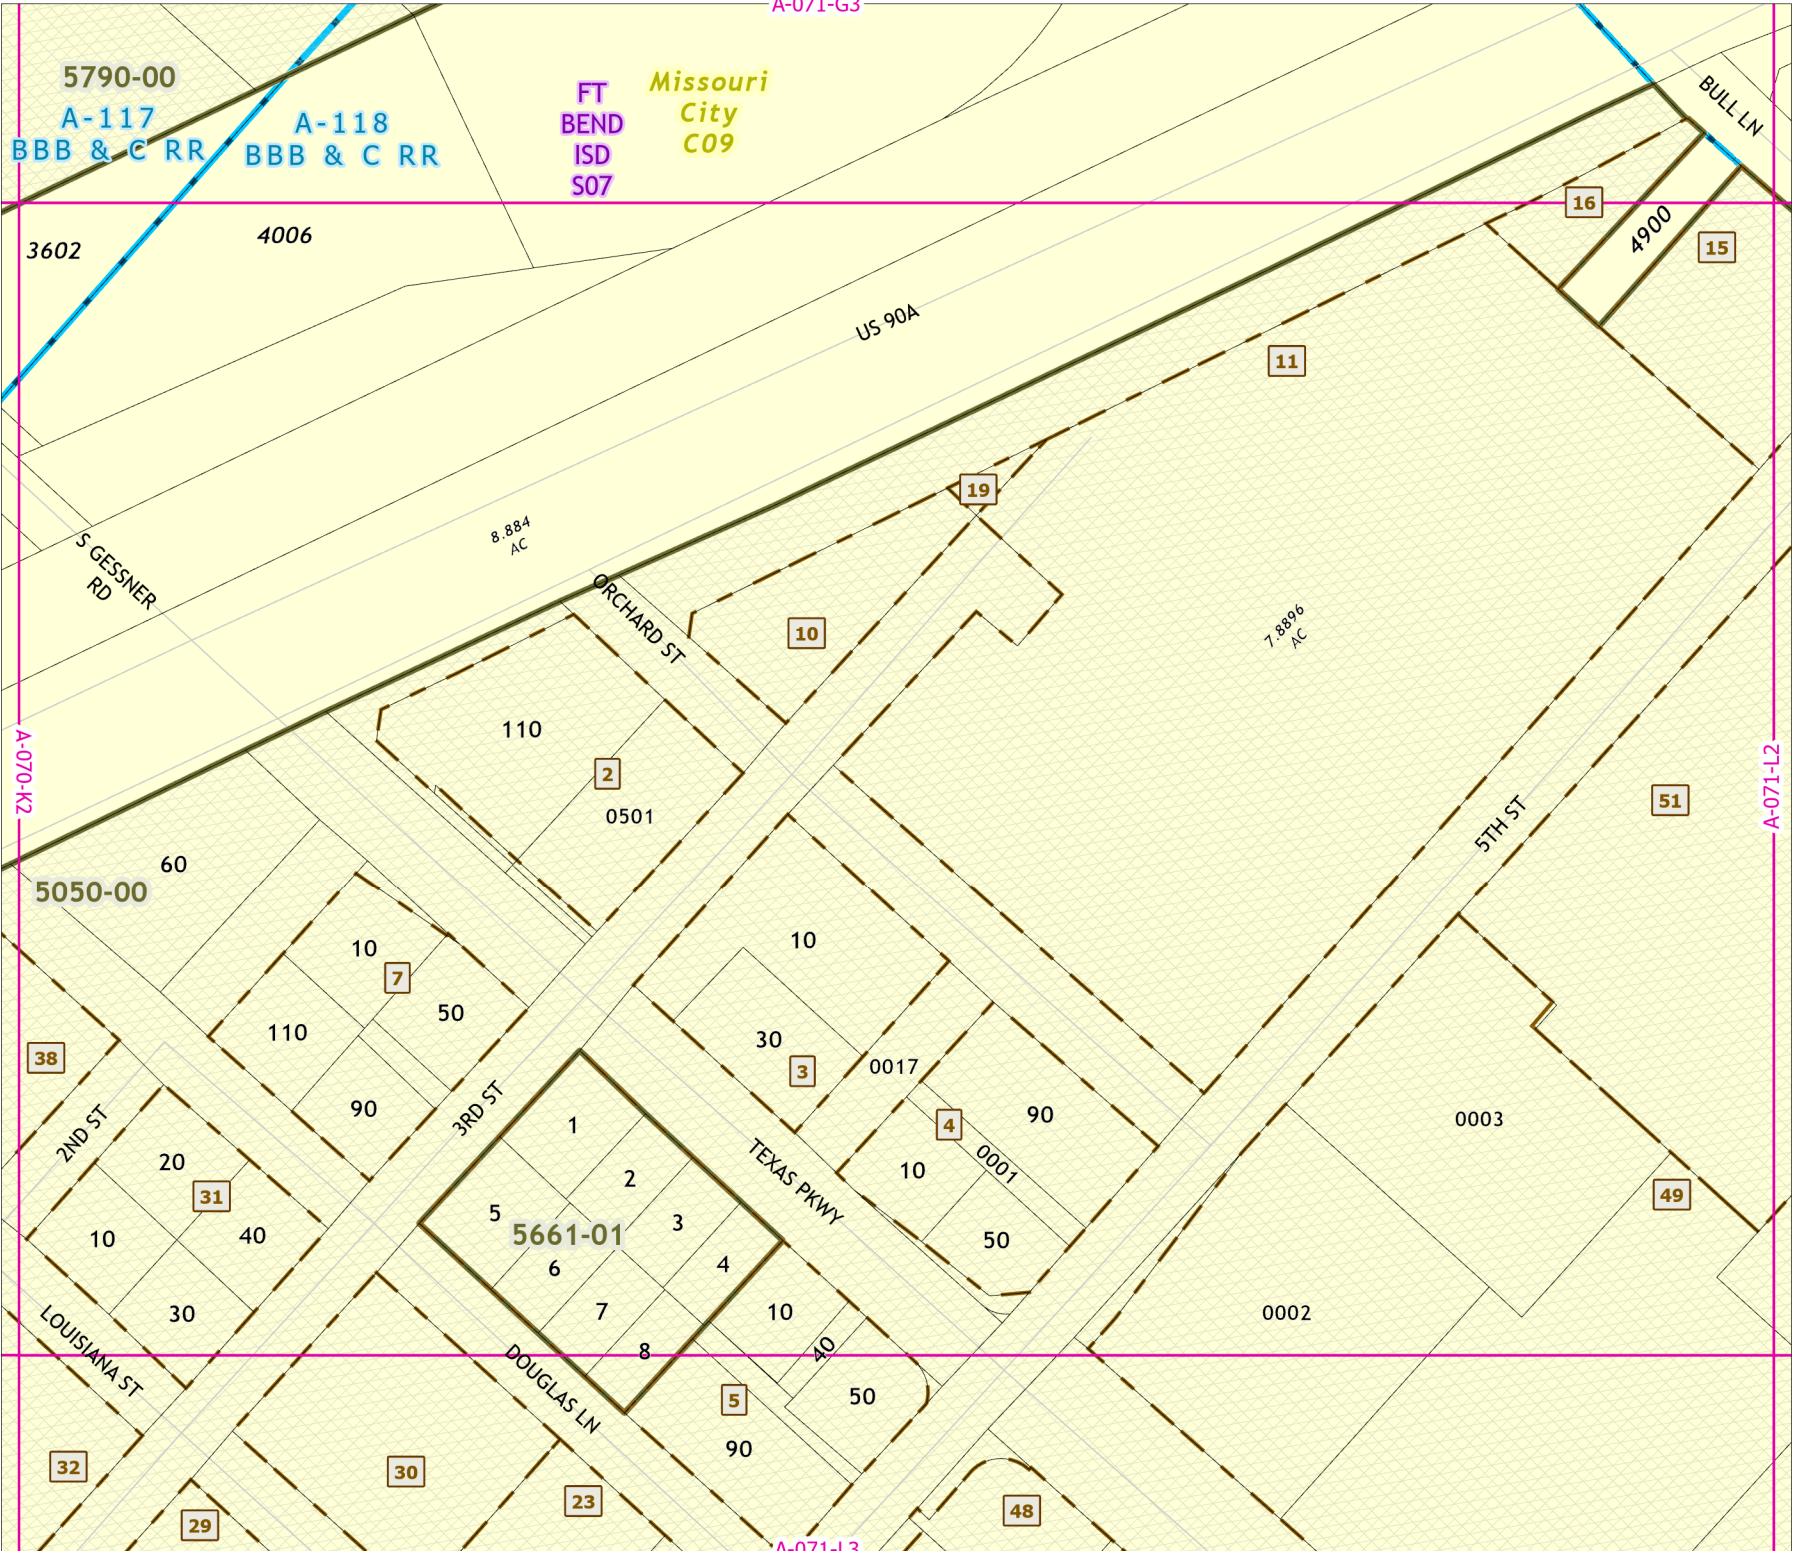 A-071-G3
5790-00
A-117
BBB & C RR
A-118
BBB & C RR
FT
BEND
ISD
S07
Missouri
City
C09
BULL LN
16
4900
15
3602
4006
US 90A
11
19
8.884
AC
S GESSNER
RD
ORCHARD ST
10
7.8896
AC
A-070-K2
A-071-L2
110
2
0501
51
5TH ST
60
5050-00
10
7
50
110
90
10
30
3
0017
38
2ND ST
3RD ST
4
90
0001
10
50
0003
49
0002
20
31
10
40
30
1
2
3
4
5
5661-01
6
7
8
TEXAS PKWY
10
40
50
5
90
LOUISIANA ST
DOUGLAS LN
32
30
23
29
48
A-071-L3